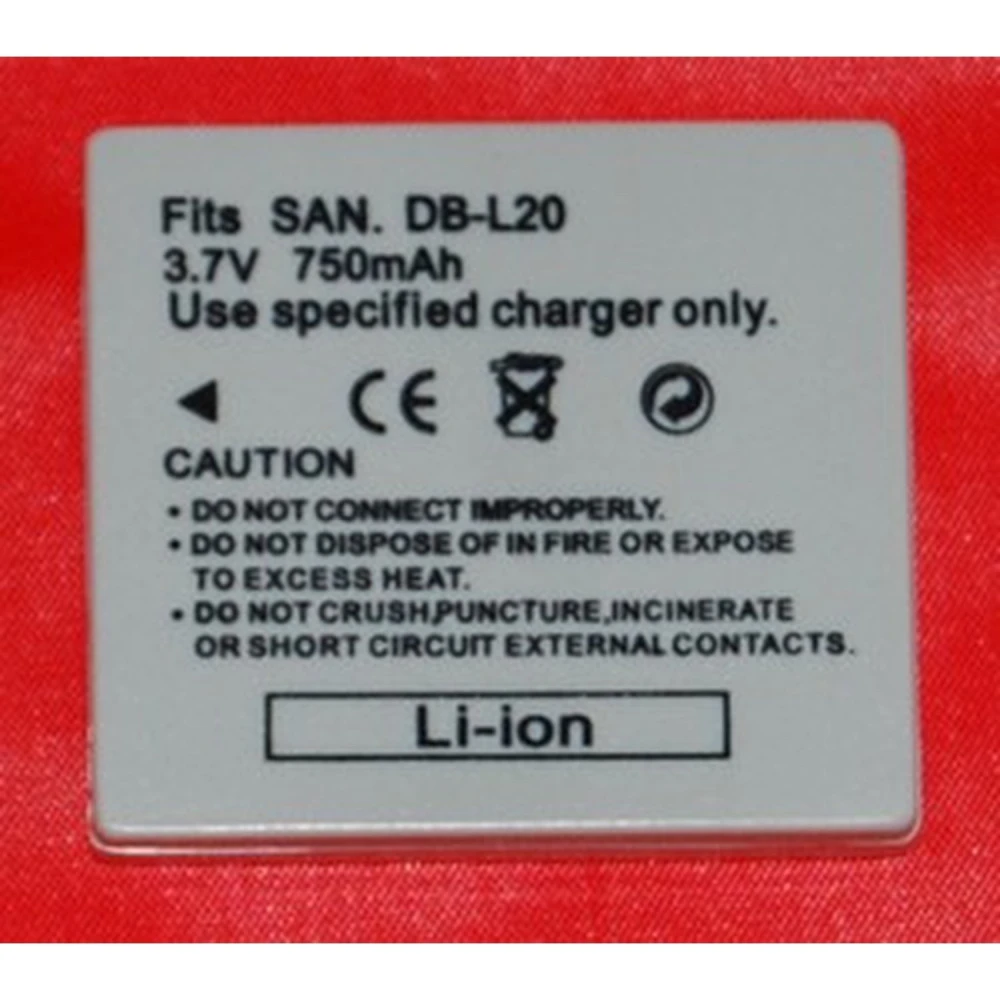 Fits SAN. DB-L20
3.7V 750mAh
Use specified charger only.
CE
CAUTION
• DO NOT CONNECT IMPROPERLY.
• DO NOT DISPOSE OF IN FIRE OR EXPOSE
TO EXCESS HEAT.
• DO NOT CRUSH,PUNCTURE,INCINERATE
OR SHORT CIRCUIT EXTERNAL CONTACTS.
Li-ion